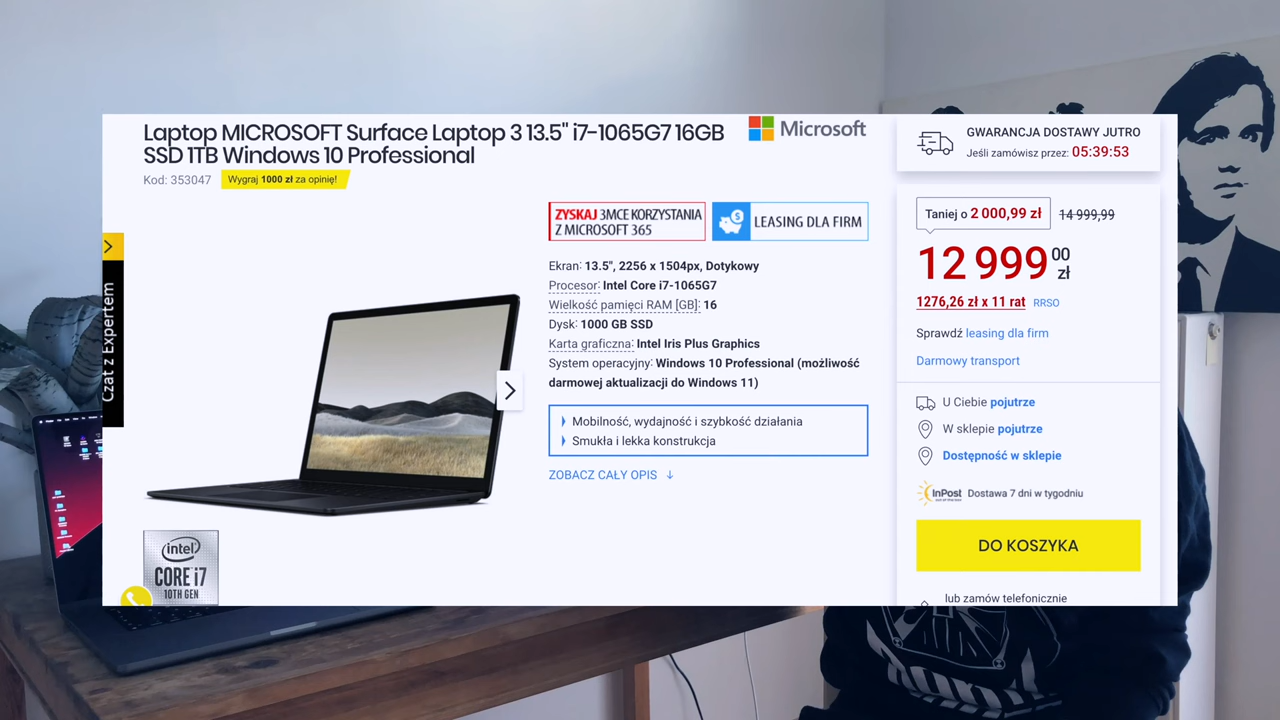 Laptop MICROSOFT Surface Laptop 3 13.5" i7-1065G7 16GB
SSD 1TB Windows 10 Professional
Kod: 353047
Wygraj 1000 zł za opinię!
Microsoft
Czat z Expertem
ZYSKAJ 3MCE KORZYSTANIA
Z MICROSOFT 365
LEASING DLA FIRM
Ekran: 13.5", 2256 x 1504px, Dotykowy
Procesor: Intel Core i7-1065G7
Wielkość pamięci RAM [GB]: 16
Dysk: 1000 GB SSD
Karta graficzna: Intel Iris Plus Graphics
System operacyjny: Windows 10 Professional (możliwość
darmowej aktualizacji do Windows 11)
Mobilność, wydajność i szybkość działania
Smukła i lekka konstrukcja
ZOBACZ CAŁY OPIS ↓
intel
CORE i7
10TH GEN
GWARANCJA DOSTAWY JUTRO
Jeśli zamówisz przez: 05:39:53
Taniej o 2 000,99 zł 14 999,99
12 999 00 zł
1276,26 zł x 11 rat RRSO
Sprawdź leasing dla firm
Darmowy transport
U Ciebie pojutrze
W sklepie pojutrze
Dostępność w sklepie
InPost Dostawa 7 dni w tygodniu
DO KOSZYKA
lub zamów telefonicznie